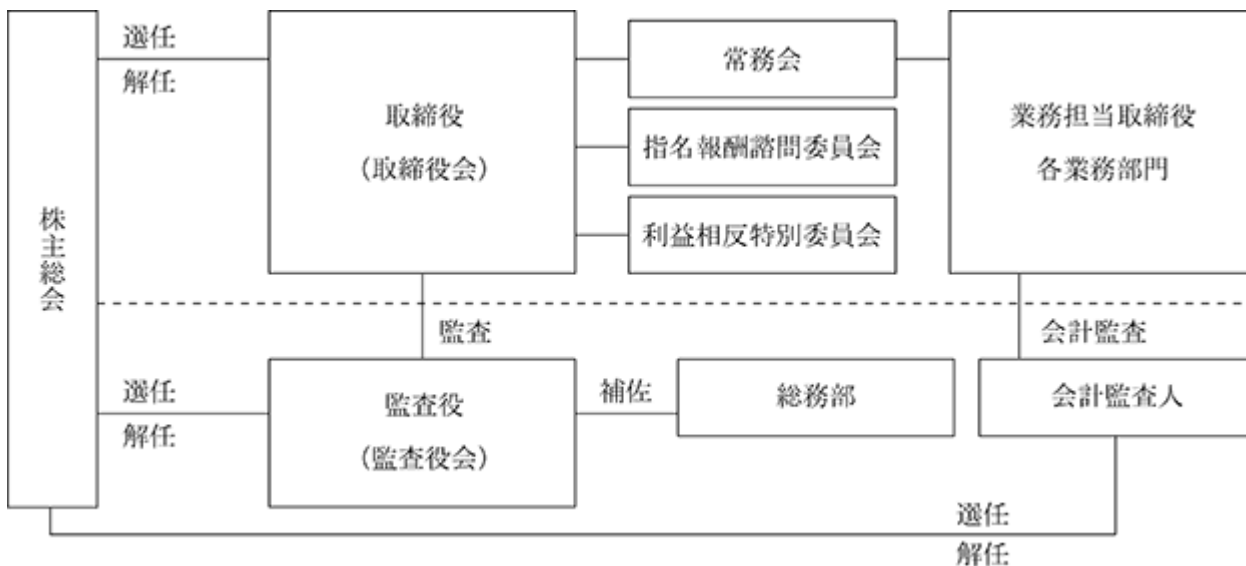 選任
解任
取締役
（取締役会）
常務会
指名報酬諮問委員会
利益相反特別委員会
業務担当取締役
各業務部門
株主総会
監査
会計監査
選任
解任
監査役
（監査役会）
補佐
総務部
会計監査人
選任
解任